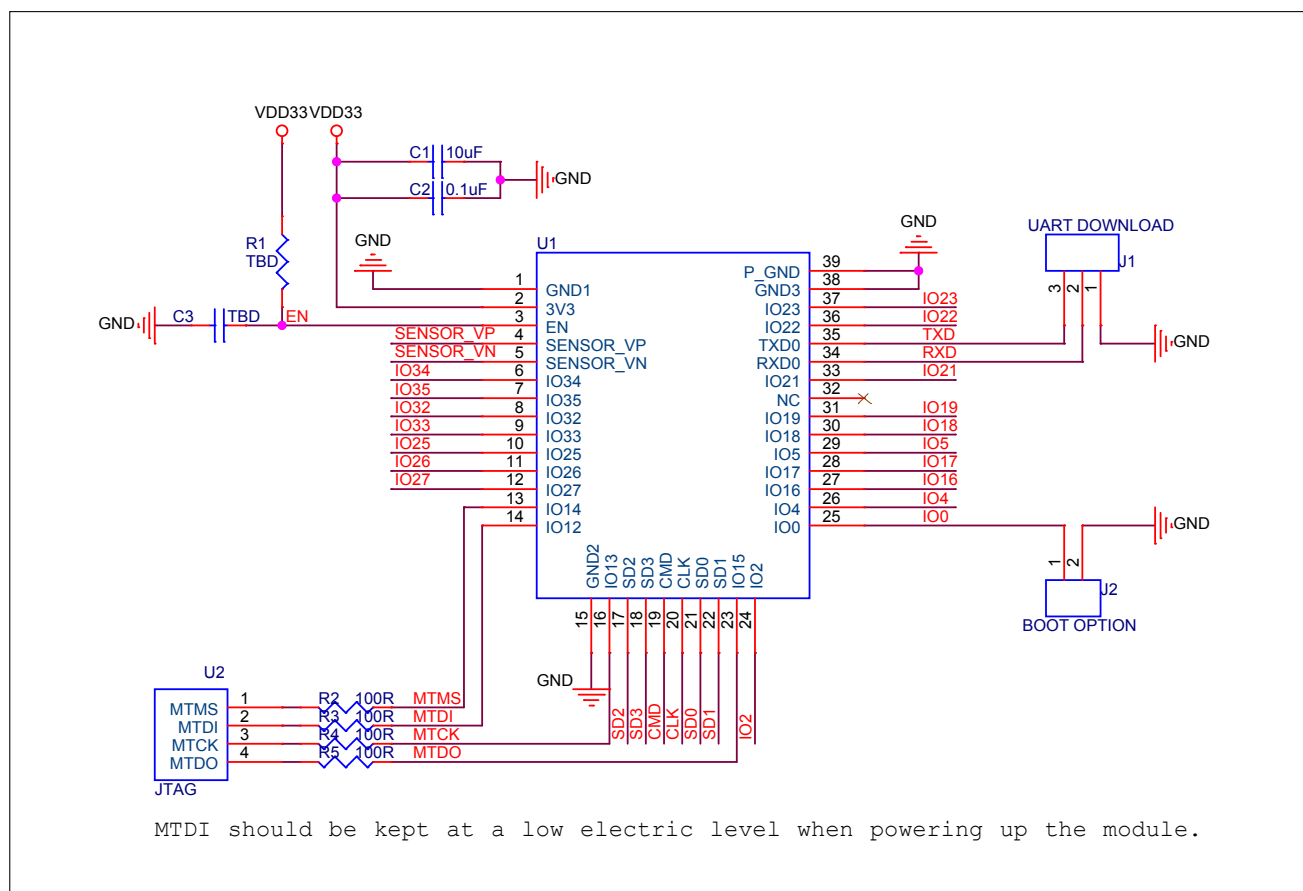 VDD33 VDD33
C1 10uF
GND
C2 0.1uF
R1
TBD
GND
C3 TBD
EN
GND
U1
GND
UART DOWNLOAD
J1
3 2 1
GND
1 GND1
2 3V3
3 EN
SENSOR_VP 4 SENSOR_VP
SENSOR_VN 5 SENSOR_VN
IO34 6 IO34
IO35 7 IO35
IO32 8 IO32
IO33 9 IO33
IO25 10 IO25
IO26 11 IO26
IO27 12 IO27
13 IO14
14 IO12
P_GND 39
GND3 38
IO23 37 IO23
IO22 36 IO22
TXD0 35 TXD
RXD0 34 RXD
IO21 33 IO21
NC 32
IO19 31 IO19
IO18 30 IO18
IO5 29 IO5
IO17 28 IO17
IO16 27 IO16
IO4 26 IO4
IO0 25 IO0
GND
1 2
J2
BOOT OPTION
GND2 IO13 SD2 SD3 CMD CLK SD0 SD1 IO15 IO2
15 16 17 18 19 20 21 22 23 24
GND
SD2 SD3 CMD CLK SD0 SD1 IO2
U2
MTMS 1 R2 100R MTMS
MTDI 2 R3 100R MTDI
MTCK 3 R4 100R MTCK
MTDO 4 R5 100R MTDO
JTAG
MTDI should be kept at a low electric level when powering up the module.